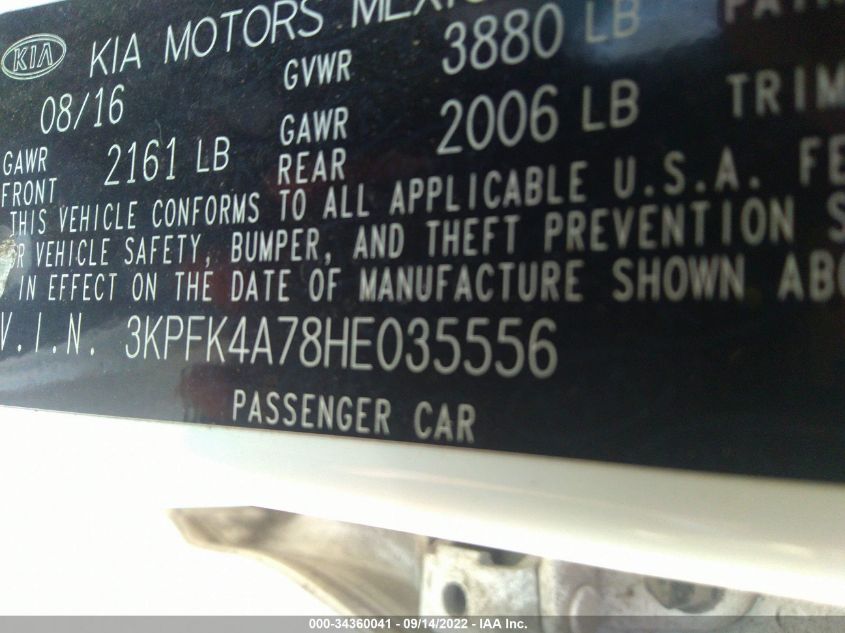 KIA KIA MOTORS
08/16 GVWR 3880 LB
GAWR FRONT 2161 LB GAWR REAR 2006 LB TRIM
THIS VEHICLE CONFORMS TO ALL APPLICABLE U.S.A.
VEHICLE SAFETY, BUMPER, AND THEFT PREVENTION
IN EFFECT ON THE DATE OF MANUFACTURE SHOWN
V.I.N. 3KPFK4A78HE035556
PASSENGER CAR
000-34360041 - 09/14/2022 - IAA Inc.